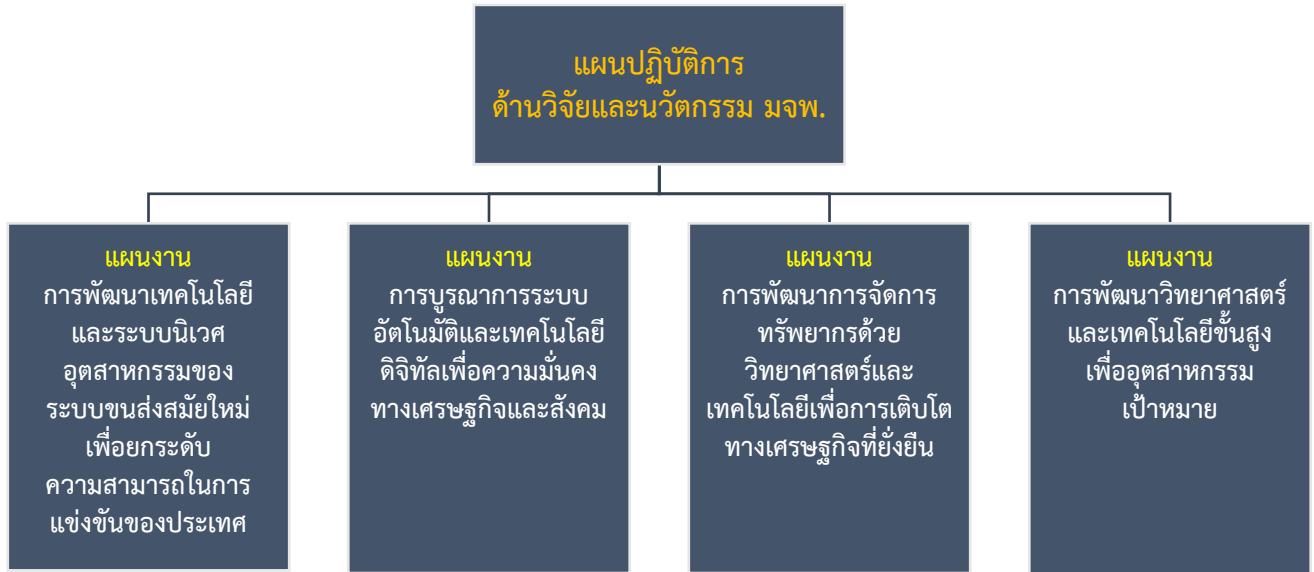 แผนปฏิบัติการ
ด้านวิจัยและนวัตกรรม มจพ.
แผนงาน
การพัฒนาเทคโนโลยี
และระบบนิเวศ
อุตสาหกรรมของ
ระบบขนส่งสมัยใหม่
เพื่อยกระดับ
ความสามารถในการ
แข่งขันของประเทศ
แผนงาน
การบูรณาการระบบ
อัตโนมัติและเทคโนโลยี
ดิจิทัลเพื่อความมั่นคง
ทางเศรษฐกิจและสังคม
แผนงาน
การพัฒนาการจัดการ
ทรัพยากรด้วย
วิทยาศาสตร์และ
เทคโนโลยีเพื่อการเติบโต
ทางเศรษฐกิจที่ยั่งยืน
แผนงาน
การพัฒนาวิทยาศาสตร์
และเทคโนโลยีขั้นสูง
เพื่ออุตสาหกรรม
เป้าหมาย